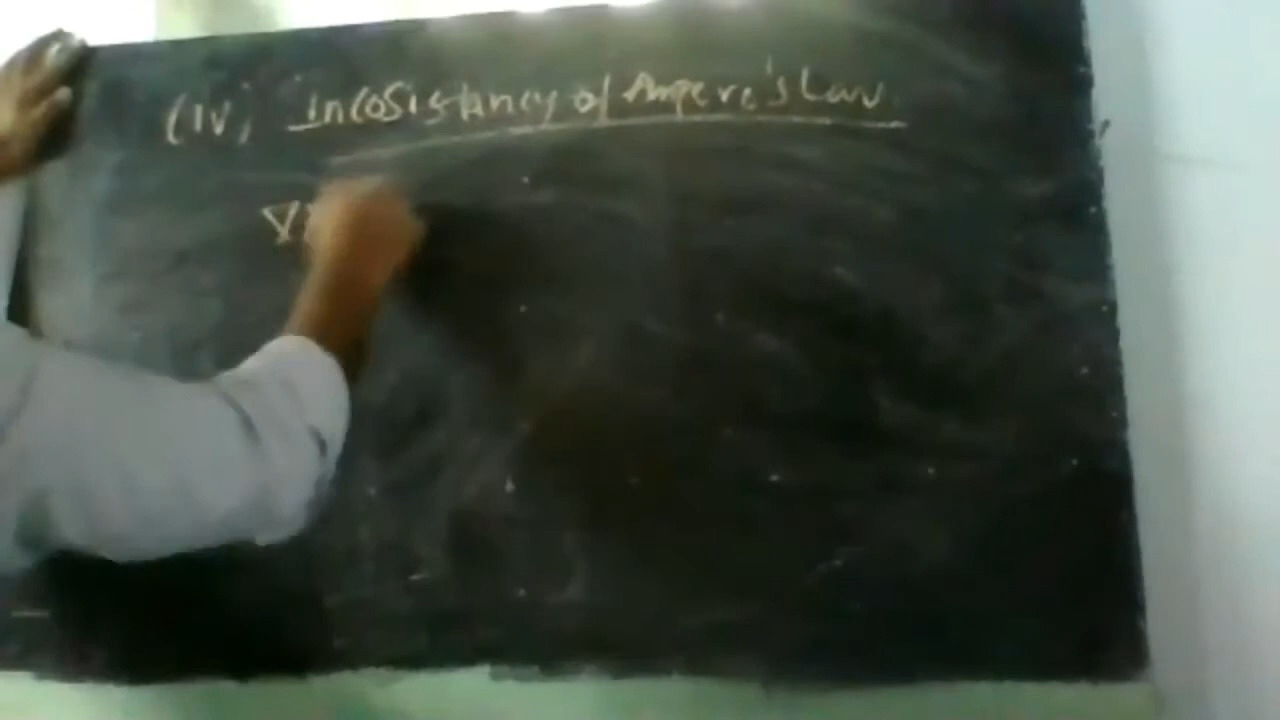 (IV) incosistancy of Ampere's Law.
∇